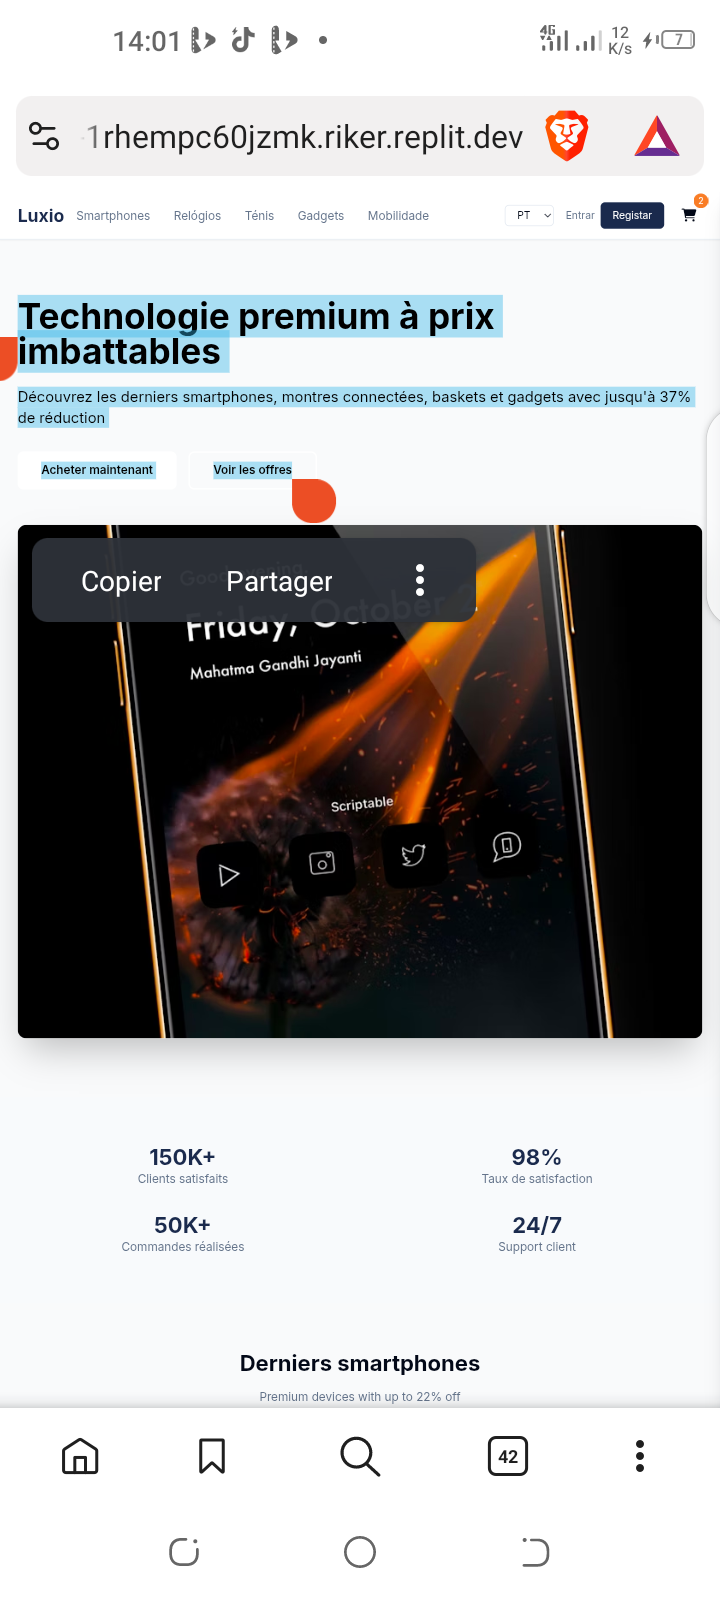 14:01
4G
12
K/s
7
1rhempc60jzmk.riker.replit.dev
Luxio Smartphones Relógios Ténis Gadgets Mobilidade PT Entrar Registar 2
Technologie premium à prix
imbattables
Découvrez les derniers smartphones, montres connectées, baskets et gadgets avec jusqu'à 37%
de réduction
Acheter maintenant Voir les offres
Copier Partager
Good evening,
Friday, October
Mahatma Gandhi Jayanti
Scriptable
150K+
Clients satisfaits
98%
Taux de satisfaction
50K+
Commandes réalisées
24/7
Support client
Derniers smartphones
Premium devices with up to 22% off
42